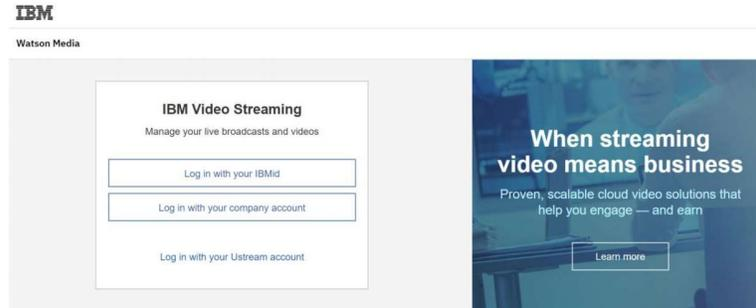 IBM
Watson Media
IBM Video Streaming
Manage your live broadcasts and videos
Log in with your IBMid
Log in with your company account
Log in with your Ustream account
When streaming
video means business
Proven, scalable cloud video solutions that
help you engage — and earn
Learn more